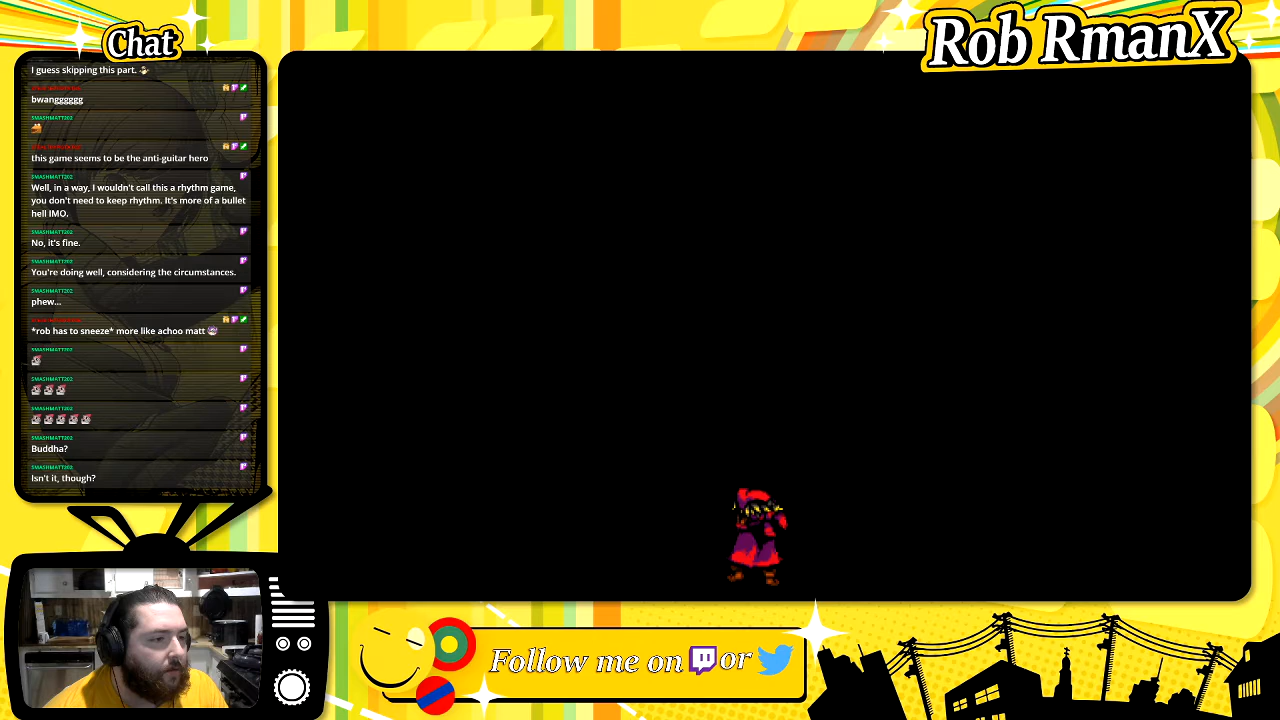 Chat
Rob RmanX
I guess skipping this part.
bwangggggg
SMASHMATT202
this game seems to be the anti-guitar hero
SMASHMATT202
Well, in a way, I wouldn't call this a rhythm game,
you don't need to keep rhythm. It's more of a bullet
hell IMO.
SMASHMATT202
No, it's fine.
SMASHMATT202
You're doing well, considering the circumstances.
SMASHMATT202
phew...
*rob has to sneeze* more like achoo matt
SMASHMATT202
SMASHMATT202
SMASHMATT202
SMASHMATT202
Buddha?
SMASHMATT202
Isn't it, though?
Follow me on or